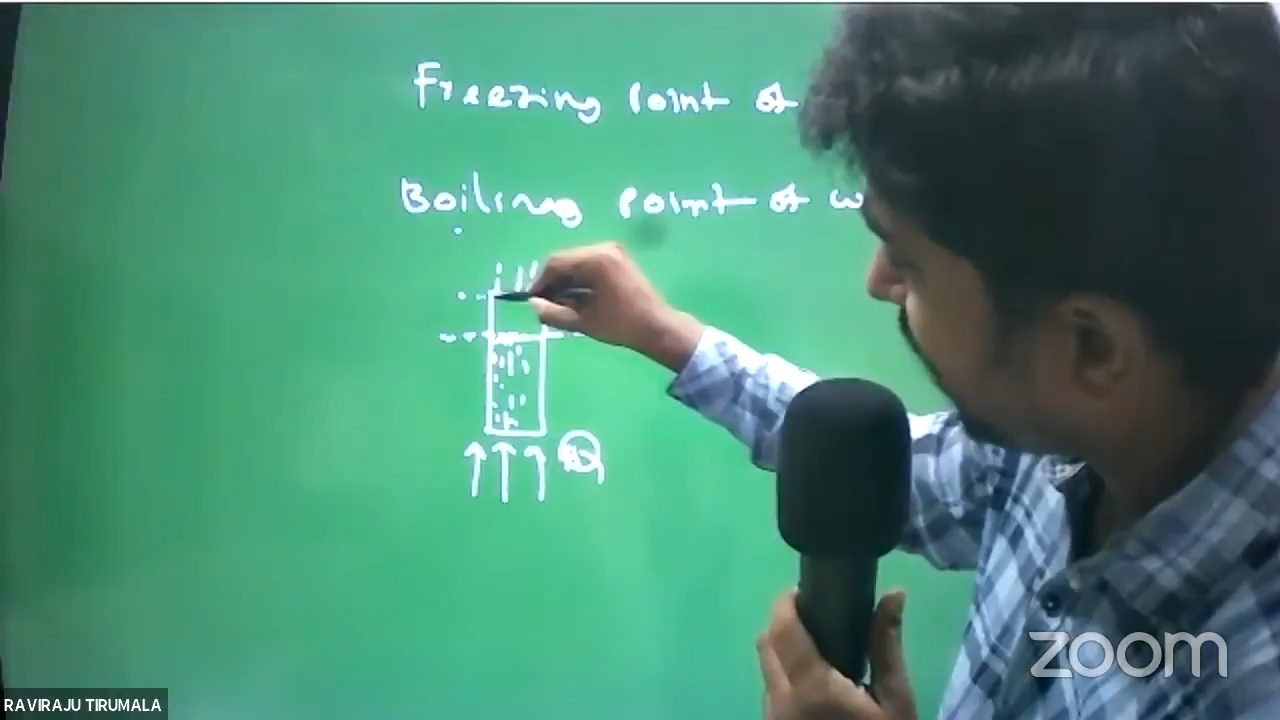 Freezing Point of
Boiling point of w
Q
zoom
RAVIRAJU TIRUMALA